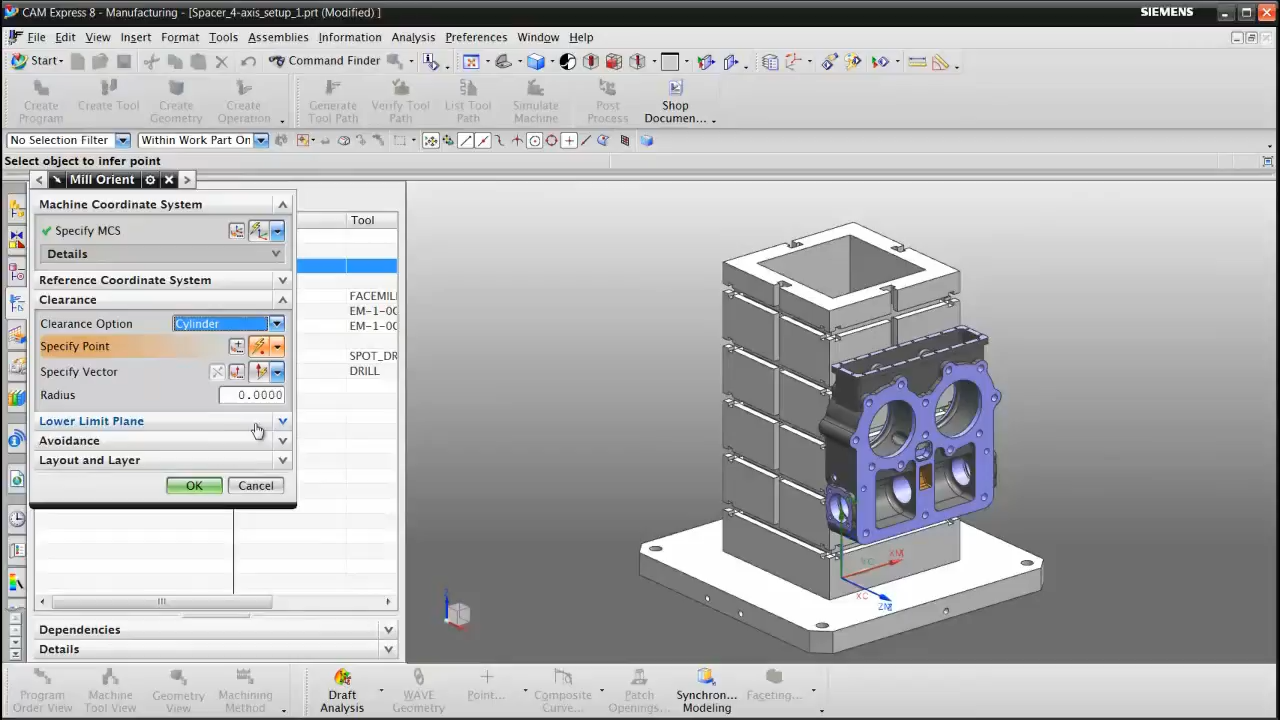 CAM Express 8 - Manufacturing - [Spacer_4-axis_setup_1.prt (Modified) ]
SIEMENS
File Edit View Insert Format Tools Assemblies Information Analysis Preferences Window Help
Start Command Finder
Create Program
Create Tool
Create Geometry
Create Operation
Generate Tool Path
Verify Tool Path
List Tool Path
Simulate Machine
Post Process
Shop Document...
No Selection Filter Within Work Part On
Select object to infer point
Mill Orient
Machine Coordinate System
Specify MCS
Details
Reference Coordinate System
Clearance
Clearance Option Cylinder
Specify Point
Specify Vector
Radius 0.0000
Lower Limit Plane
Avoidance
Layout and Layer
OK Cancel
Tool
FACEMILL
EM-1-00
EM-1-00
SPOT_DR
DRILL
XM
YC
XC
ZM
Dependencies
Details
Program Order View
Machine Tool View
Geometry View
Machining Method
Draft Analysis
WAVE Geometry
Point...
Composite Curve...
Patch Openings...
Synchron... Modeling
Faceting...